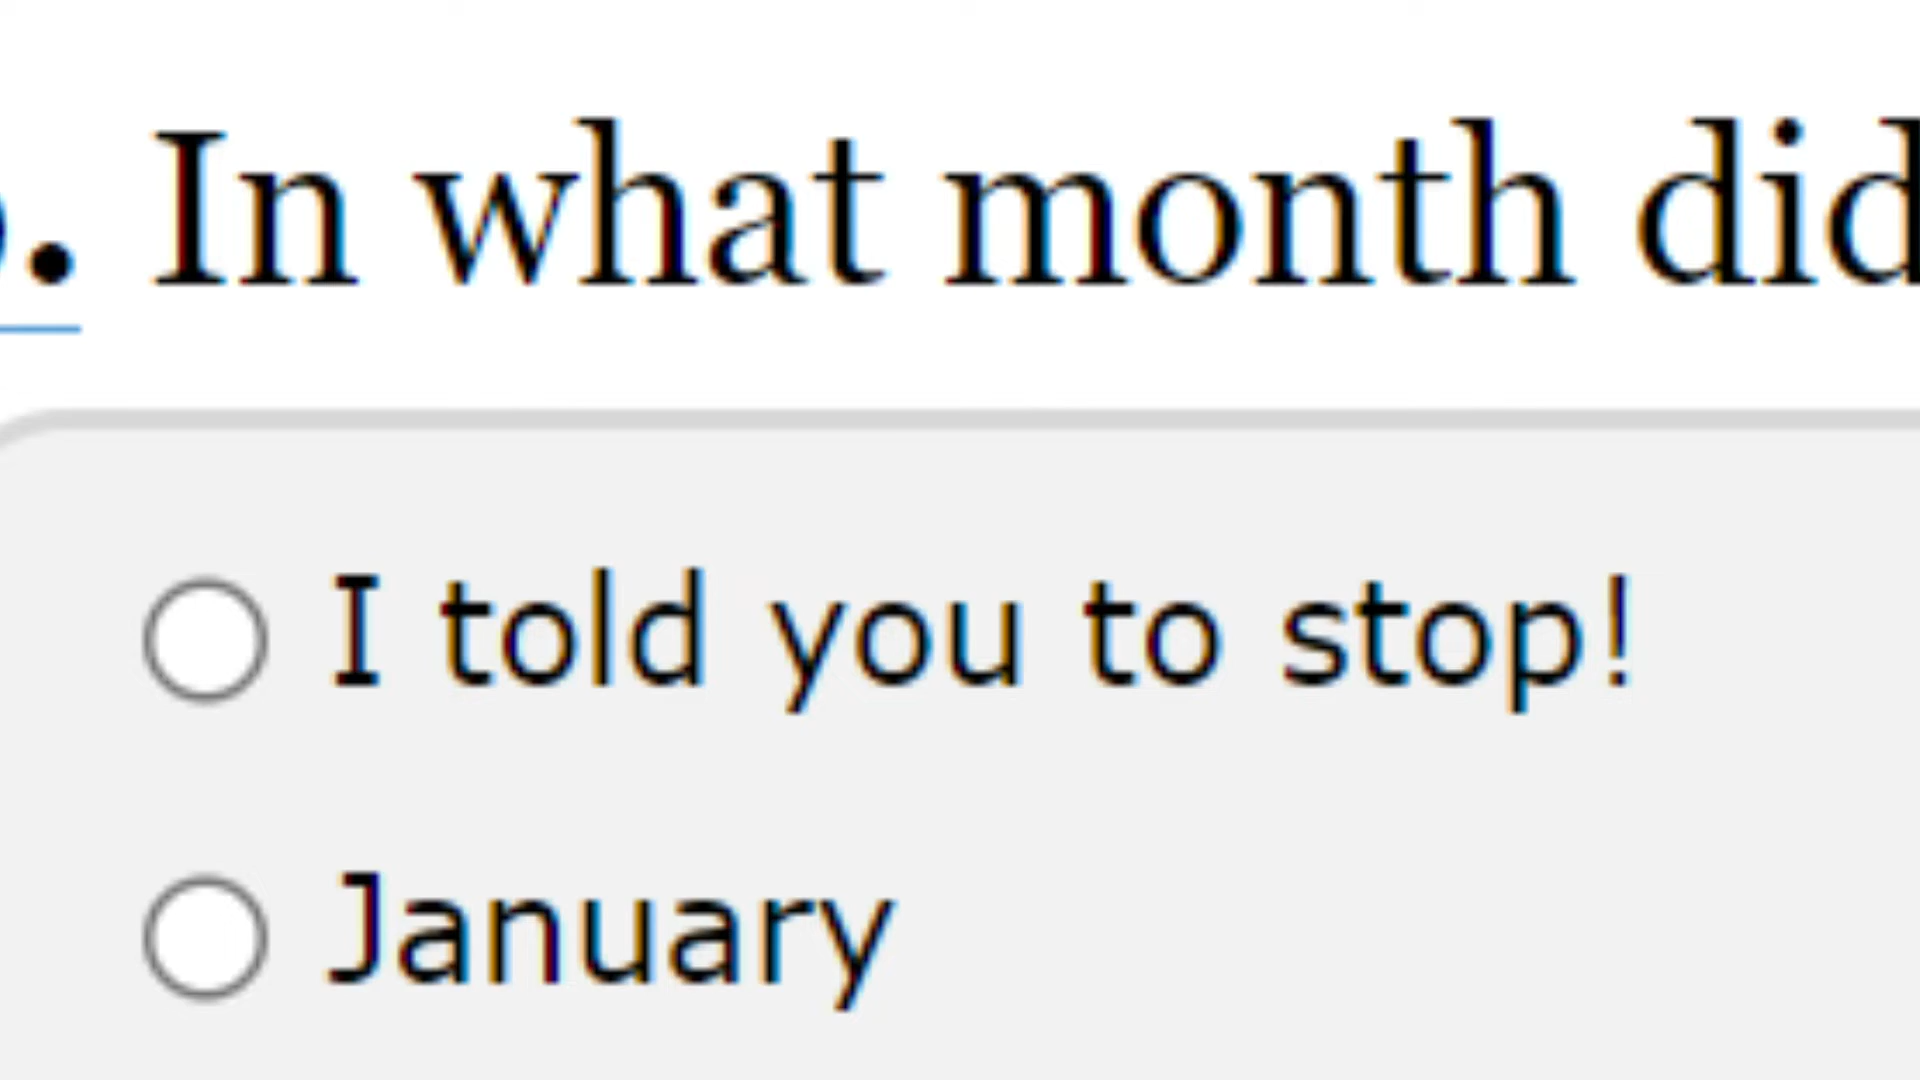 . In what month did
I told you to stop!
January